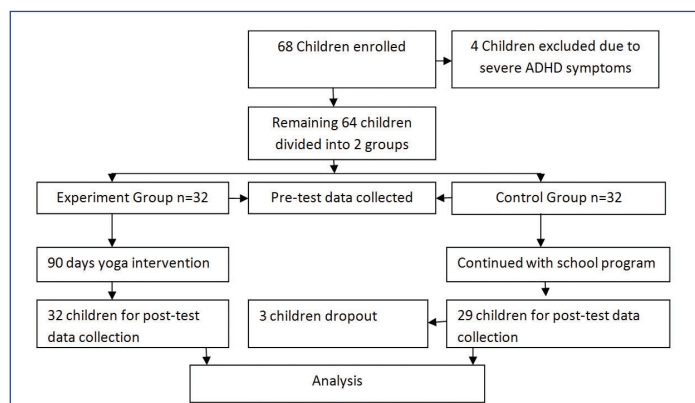 68 Children enrolled
4 Children excluded due to
severe ADHD symptoms
Remaining 64 children
divided into 2 groups
Experiment Group n=32
Pre-test data collected
Control Group n=32
90 days yoga intervention
Continued with school program
32 children for post-test
data collection
3 children dropout
29 children for post-test data
collection
Analysis